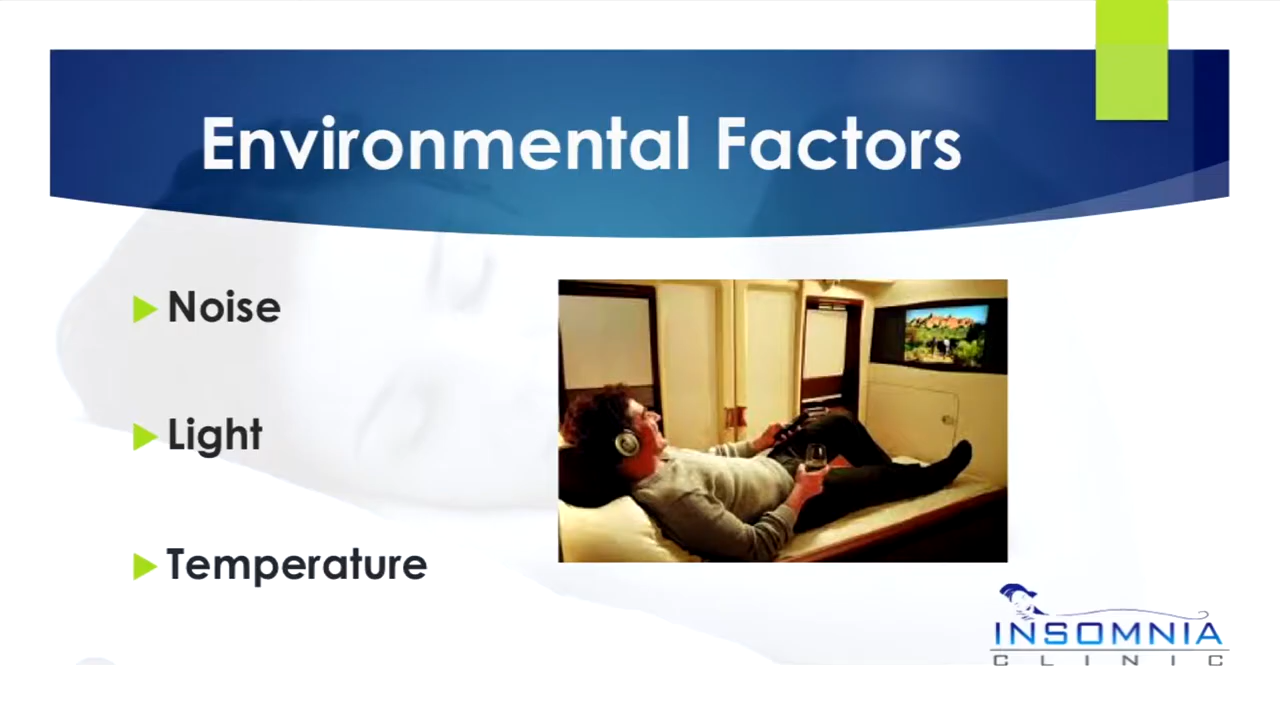 Environmental Factors
Noise
Light
Temperature
INSOMNIA
CLINIC